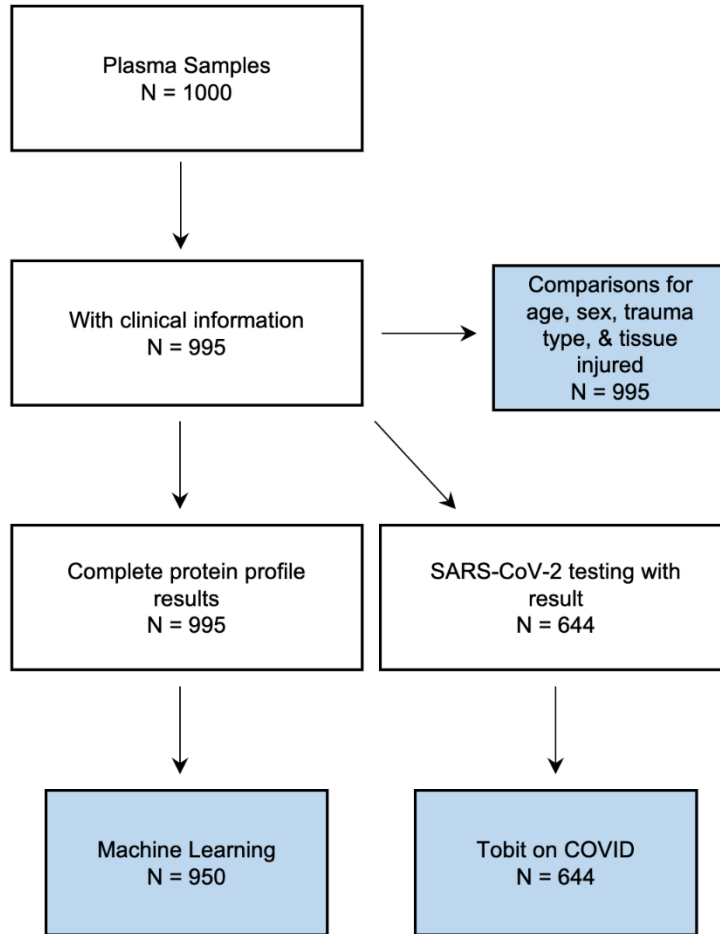 Plasma Samples
N = 1000
With clinical information
N = 995
Comparisons for
age, sex, trauma
type, & tissue
injured
N = 995
Complete protein profile
results
N = 995
SARS-CoV-2 testing with
result
N = 644
Machine Learning
N = 950
Tobit on COVID
N = 644